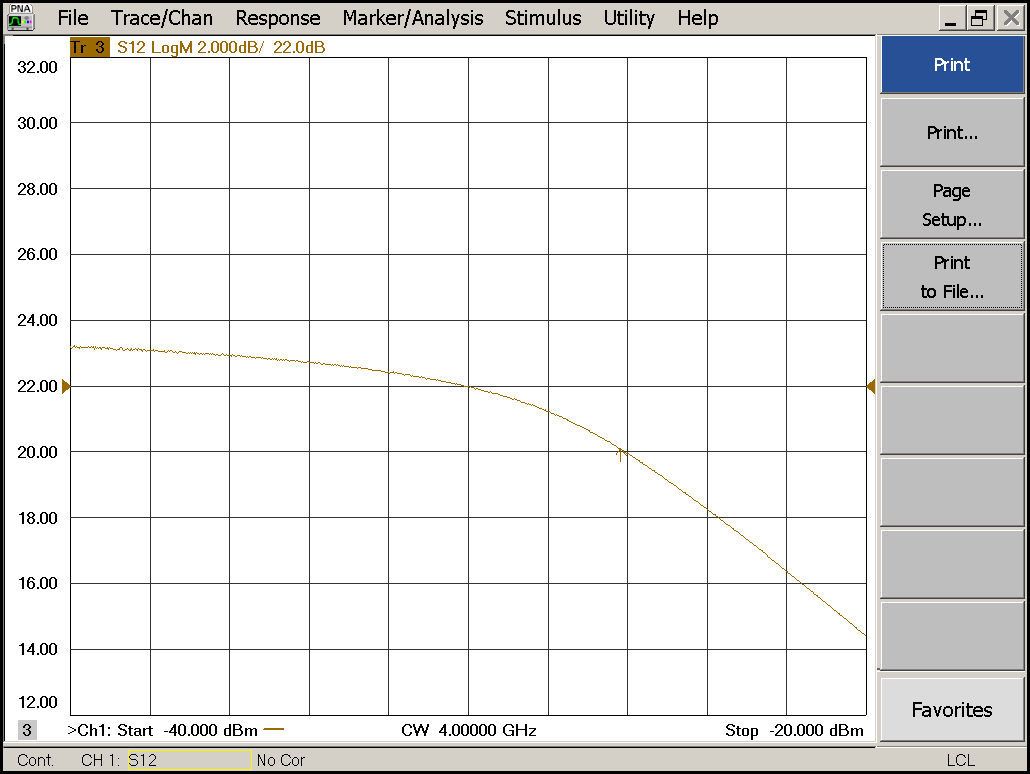 PNA
File Trace/Chan Response Marker/Analysis Stimulus Utility Help
Tr 3 S12 LogM 2.000dB/ 22.0dB
32.00
30.00
28.00
26.00
24.00
22.00
20.00
18.00
16.00
14.00
12.00
3 >Ch1: Start -40.000 dBm CW 4.00000 GHz Stop -20.000 dBm
Cont. CH 1: S12 No Cor LCL
Print
Print...
Page
Setup...
Print
to File...
Favorites